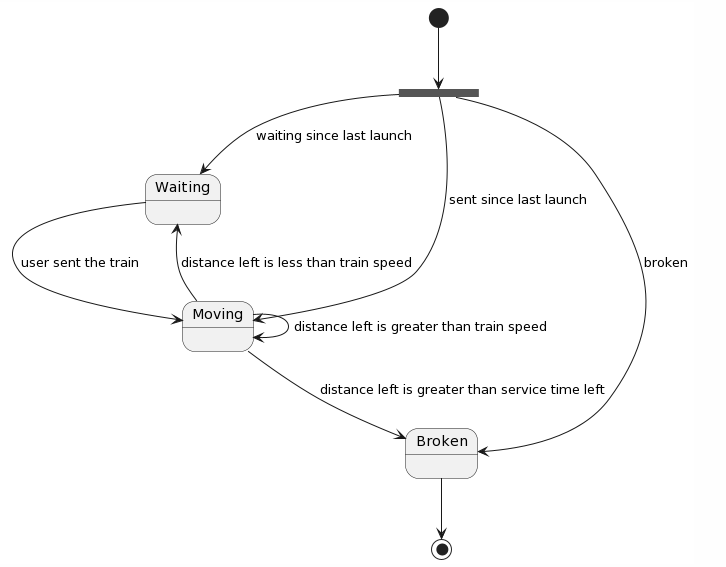 waiting since last launch
Waiting
sent since last launch
user sent the train
distance left is less than train speed
broken
Moving
distance left is greater than train speed
distance left is greater than service time left
Broken